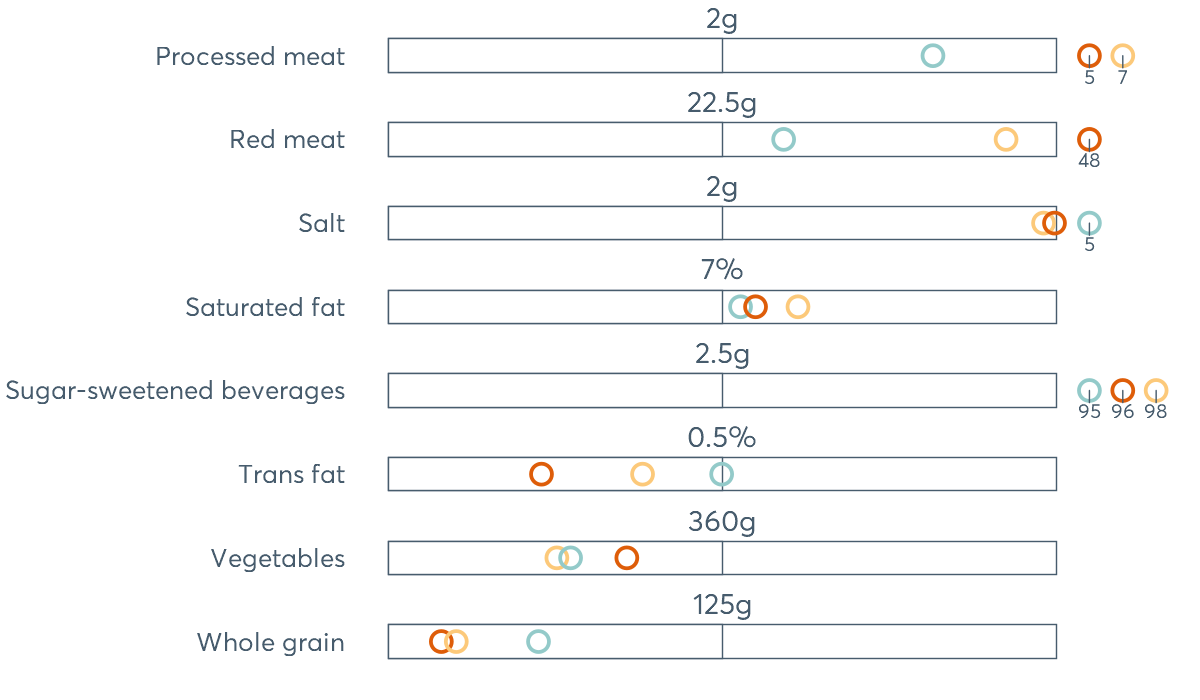 2g
Processed meat
5 7
22.5g
Red meat
48
2g
Salt
5
7%
Saturated fat
2.5g
Sugar-sweetened beverages
95 96 98
0.5%
Trans fat
360g
Vegetables
125g
Whole grain